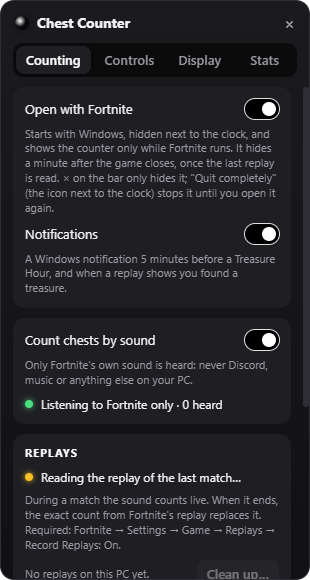 Chest Counter
×
Counting Controls Display Stats
Open with Fortnite
Starts with Windows, hidden next to the clock, and
shows the counter only while Fortnite runs. It hides
a minute after the game closes, once the last replay
is read. × on the bar only hides it; "Quit completely"
(the icon next to the clock) stops it until you open it
again.
Notifications
A Windows notification 5 minutes before a Treasure
Hour, and when a replay shows you found a
treasure.
Count chests by sound
Only Fortnite's own sound is heard: never Discord,
music or anything else on your PC.
Listening to Fortnite only · 0 heard
REPLAYS
Reading the replay of the last match...
During a match the sound counts live. When it ends,
the exact count from Fortnite's replay replaces it.
Required: Fortnite → Settings → Game → Replays →
Record Replays: On.
No replays on this PC yet.
Clean up...